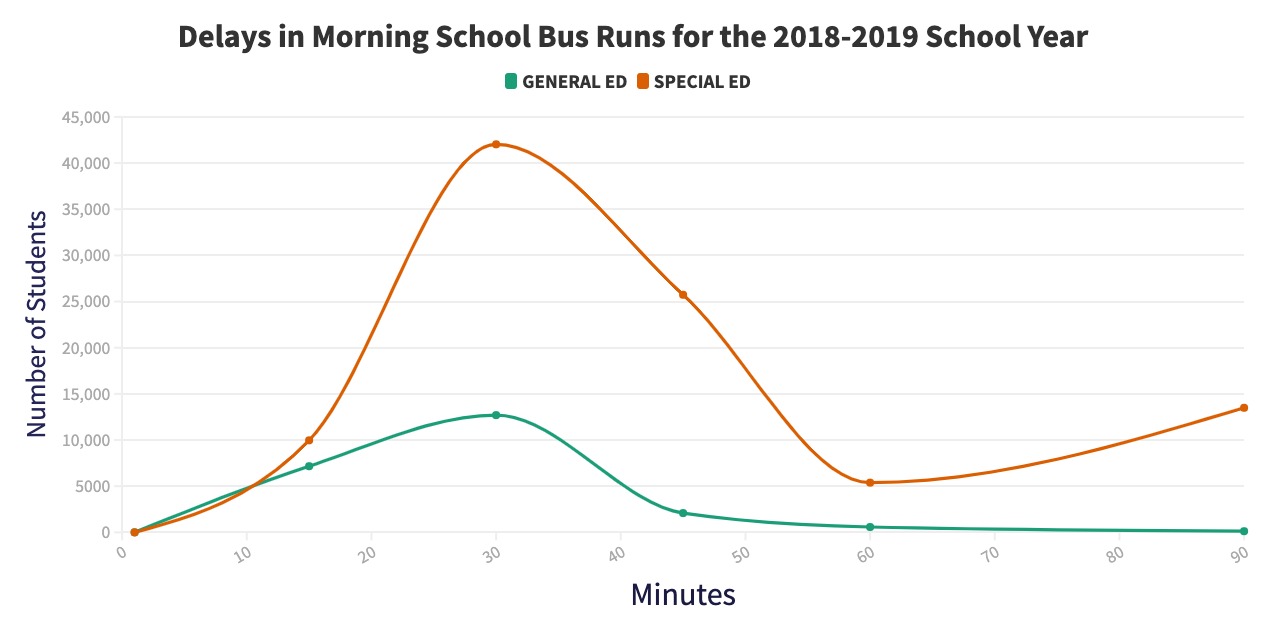 Delays in Morning School Bus Runs for the 2018-2019 School Year
GENERAL ED SPECIAL ED
45,000
40,000
35,000
30,000
25,000
20,000
15,000
10,000
5000
0
Number of Students
0 10 20 30 40 50 60 70 80 90
Minutes